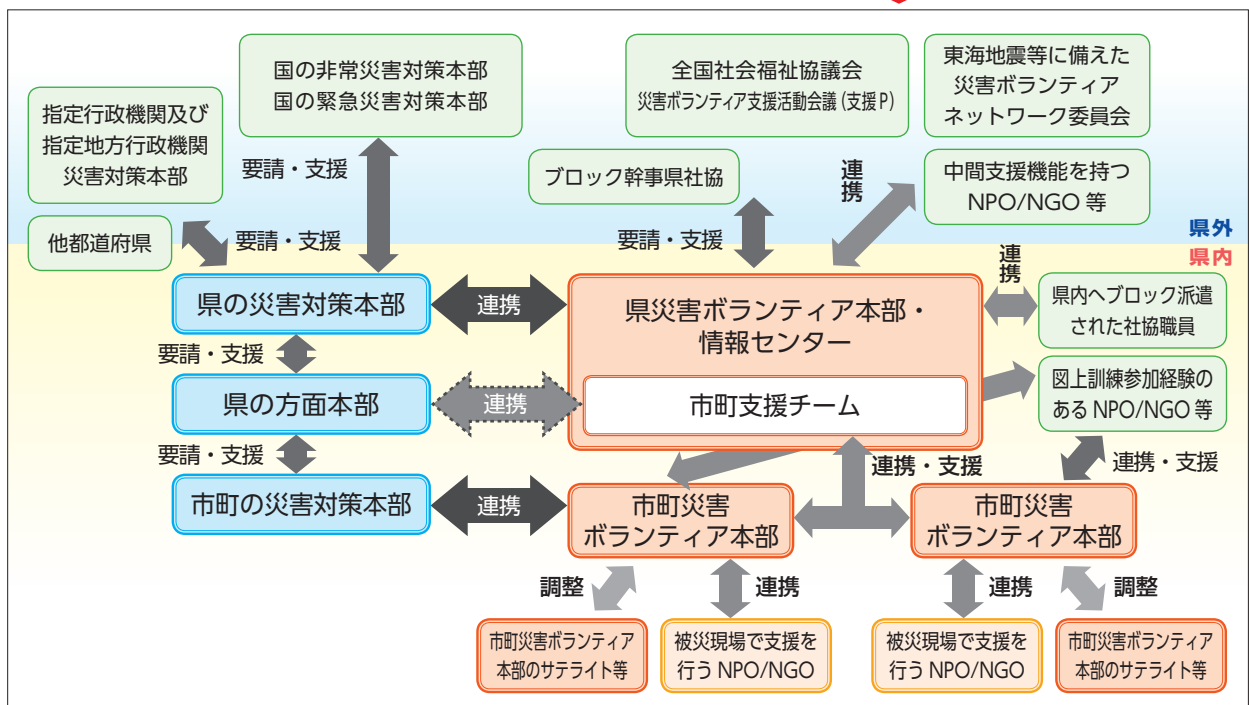 国の非常災害対策本部
国の緊急災害対策本部
全国社会福祉協議会
災害ボランティア支援活動会議(支援P)
東海地震等に備えた
災害ボランティア
ネットワーク委員会
指定行政機関及び
指定地方行政機関
災害対策本部
要請・支援
ブロック幹事県社協
連携
中間支援機能を持つ
NPO/NGO 等
他都道府県
要請・支援
要請・支援
県外
県内
県の災害対策本部
連携
県災害ボランティア本部・
情報センター
連携
県内へブロック派遣
された社協職員
要請・支援
県の方面本部
連携
市町支援チーム
図上訓練参加経験の
ある NPO/NGO 等
要請・支援
連携・支援
連携・支援
市町の災害対策本部
連携
市町災害
ボランティア本部
市町災害
ボランティア本部
調整
連携
連携
調整
市町災害ボランティア
本部のサテライト等
被災現場で支援を
行う NPO/NGO
被災現場で支援を
行う NPO/NGO
市町災害ボランティア
本部のサテライト等